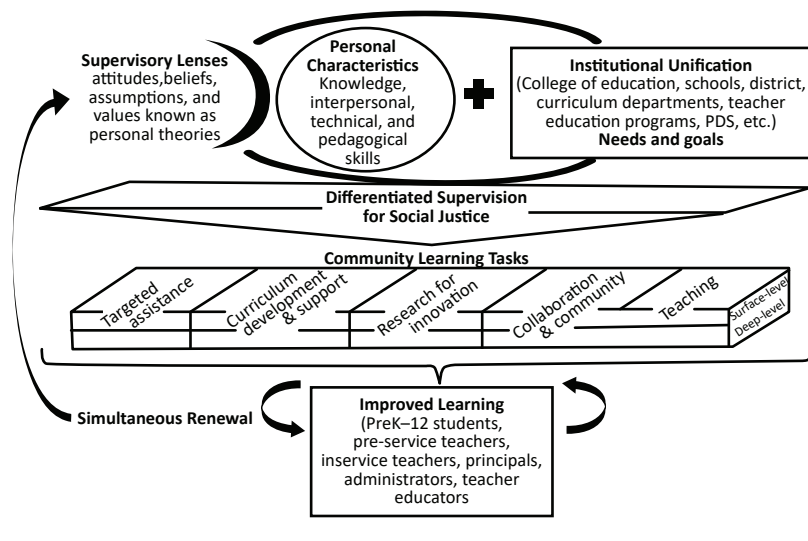 Supervisory Lenses
attitudes,beliefs,
assumptions, and
values known as
personal theories
Personal
Characteristics
Knowledge,
interpersonal,
technical, and
pedagogical
skills
Institutional Unification
(College of education, schools, district,
curriculum departments, teacher
education programs, PDS, etc.)
Needs and goals
Differentiated Supervision
for Social Justice
Community Learning Tasks
Targeted
assistance
Curriculum
development
& support
Research for
innovation
Collaboration
& community
Teaching
Surface-level
Deep-level
Simultaneous Renewal
Improved Learning
(PreK–12 students,
pre-service teachers,
inservice teachers, principals,
administrators, teacher
educators